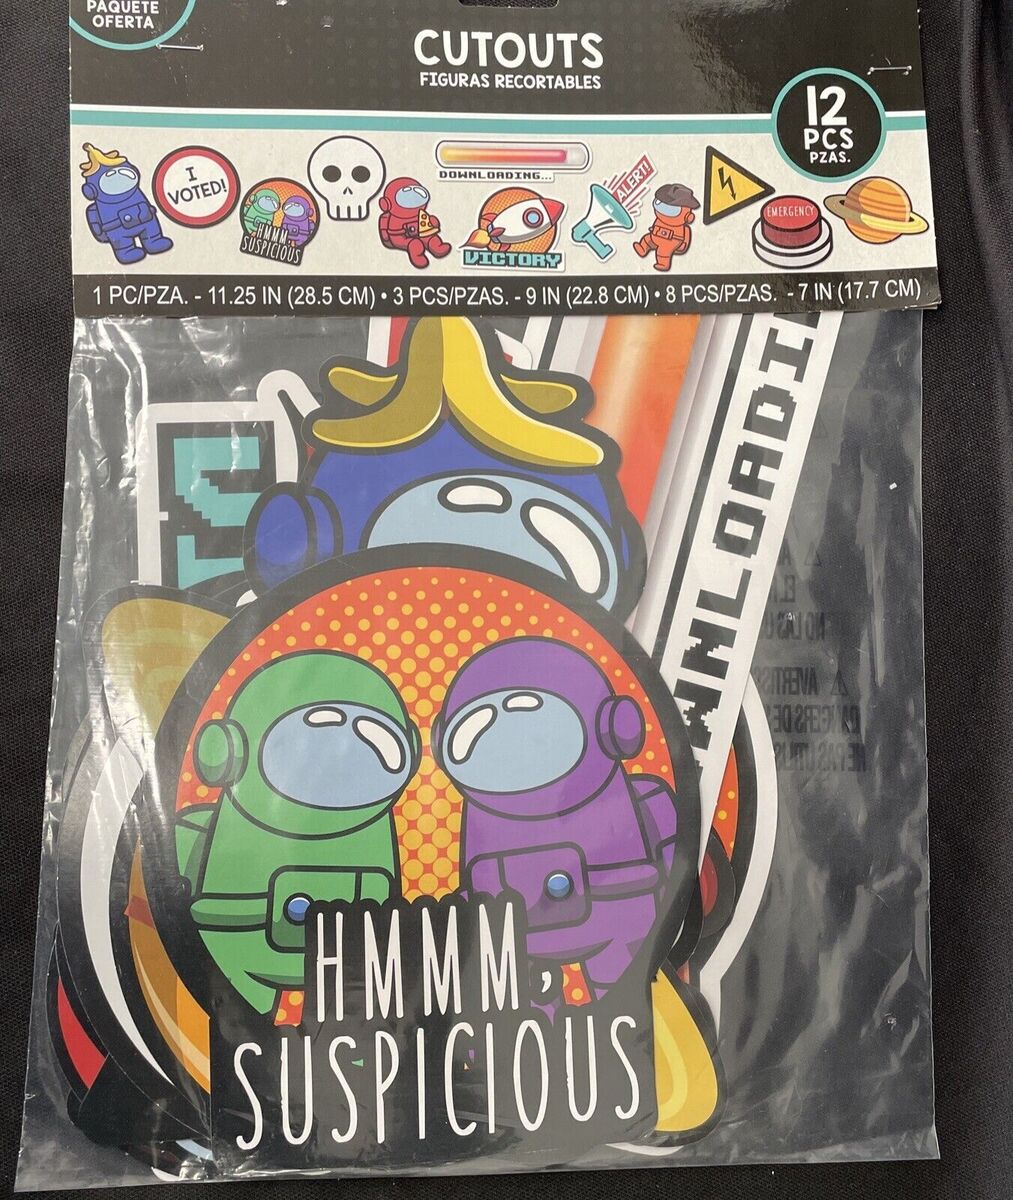 PAQUETE
OFERTA
CUTOUTS
FIGURAS RECORTABLES
12
PCS
PZAS.
I
VOTED!
HMMM,
SUSPICIOUS
DOWNLOADING...
VICTORY
ALERT!
EMERGENCY
1 PC/PZA. - 11.25 IN (28.5 CM) • 3 PCS/PZAS. - 9 IN (22.8 CM) • 8 PCS/PZAS. - 7 IN (17.7 CM)
NLOADI
HMMM,
SUSPICIOUS